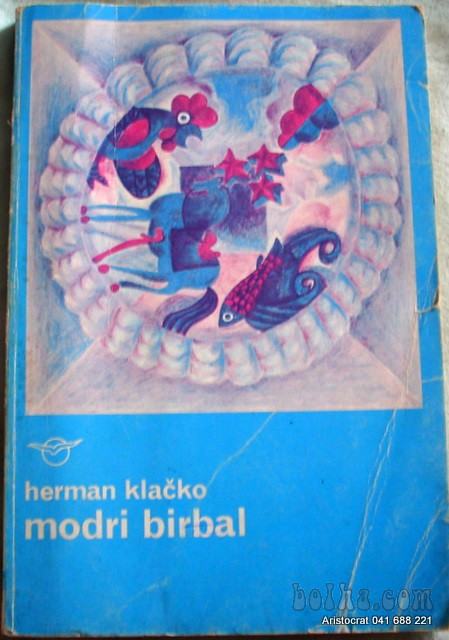 herman klačko
modri birbal
bolha.com
Aristocrat 041 688 221